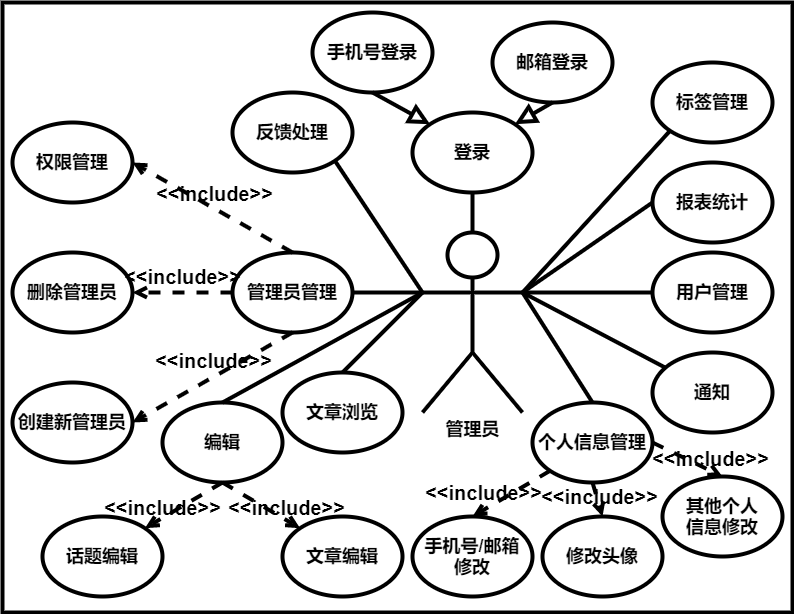 手机号登录
邮箱登录
标签管理
反馈处理
登录
权限管理
<<include>>
报表统计
<<include>>
删除管理员
管理员管理
用户管理
<<include>>
通知
创建新管理员
编辑
文章浏览
管理员
个人信息管理
<<include>>
<<include>>
<<include>>
<<include>>
<<include>>
<<include>>
其他个人
信息修改
话题编辑
文章编辑
手机号/邮箱
修改
修改头像